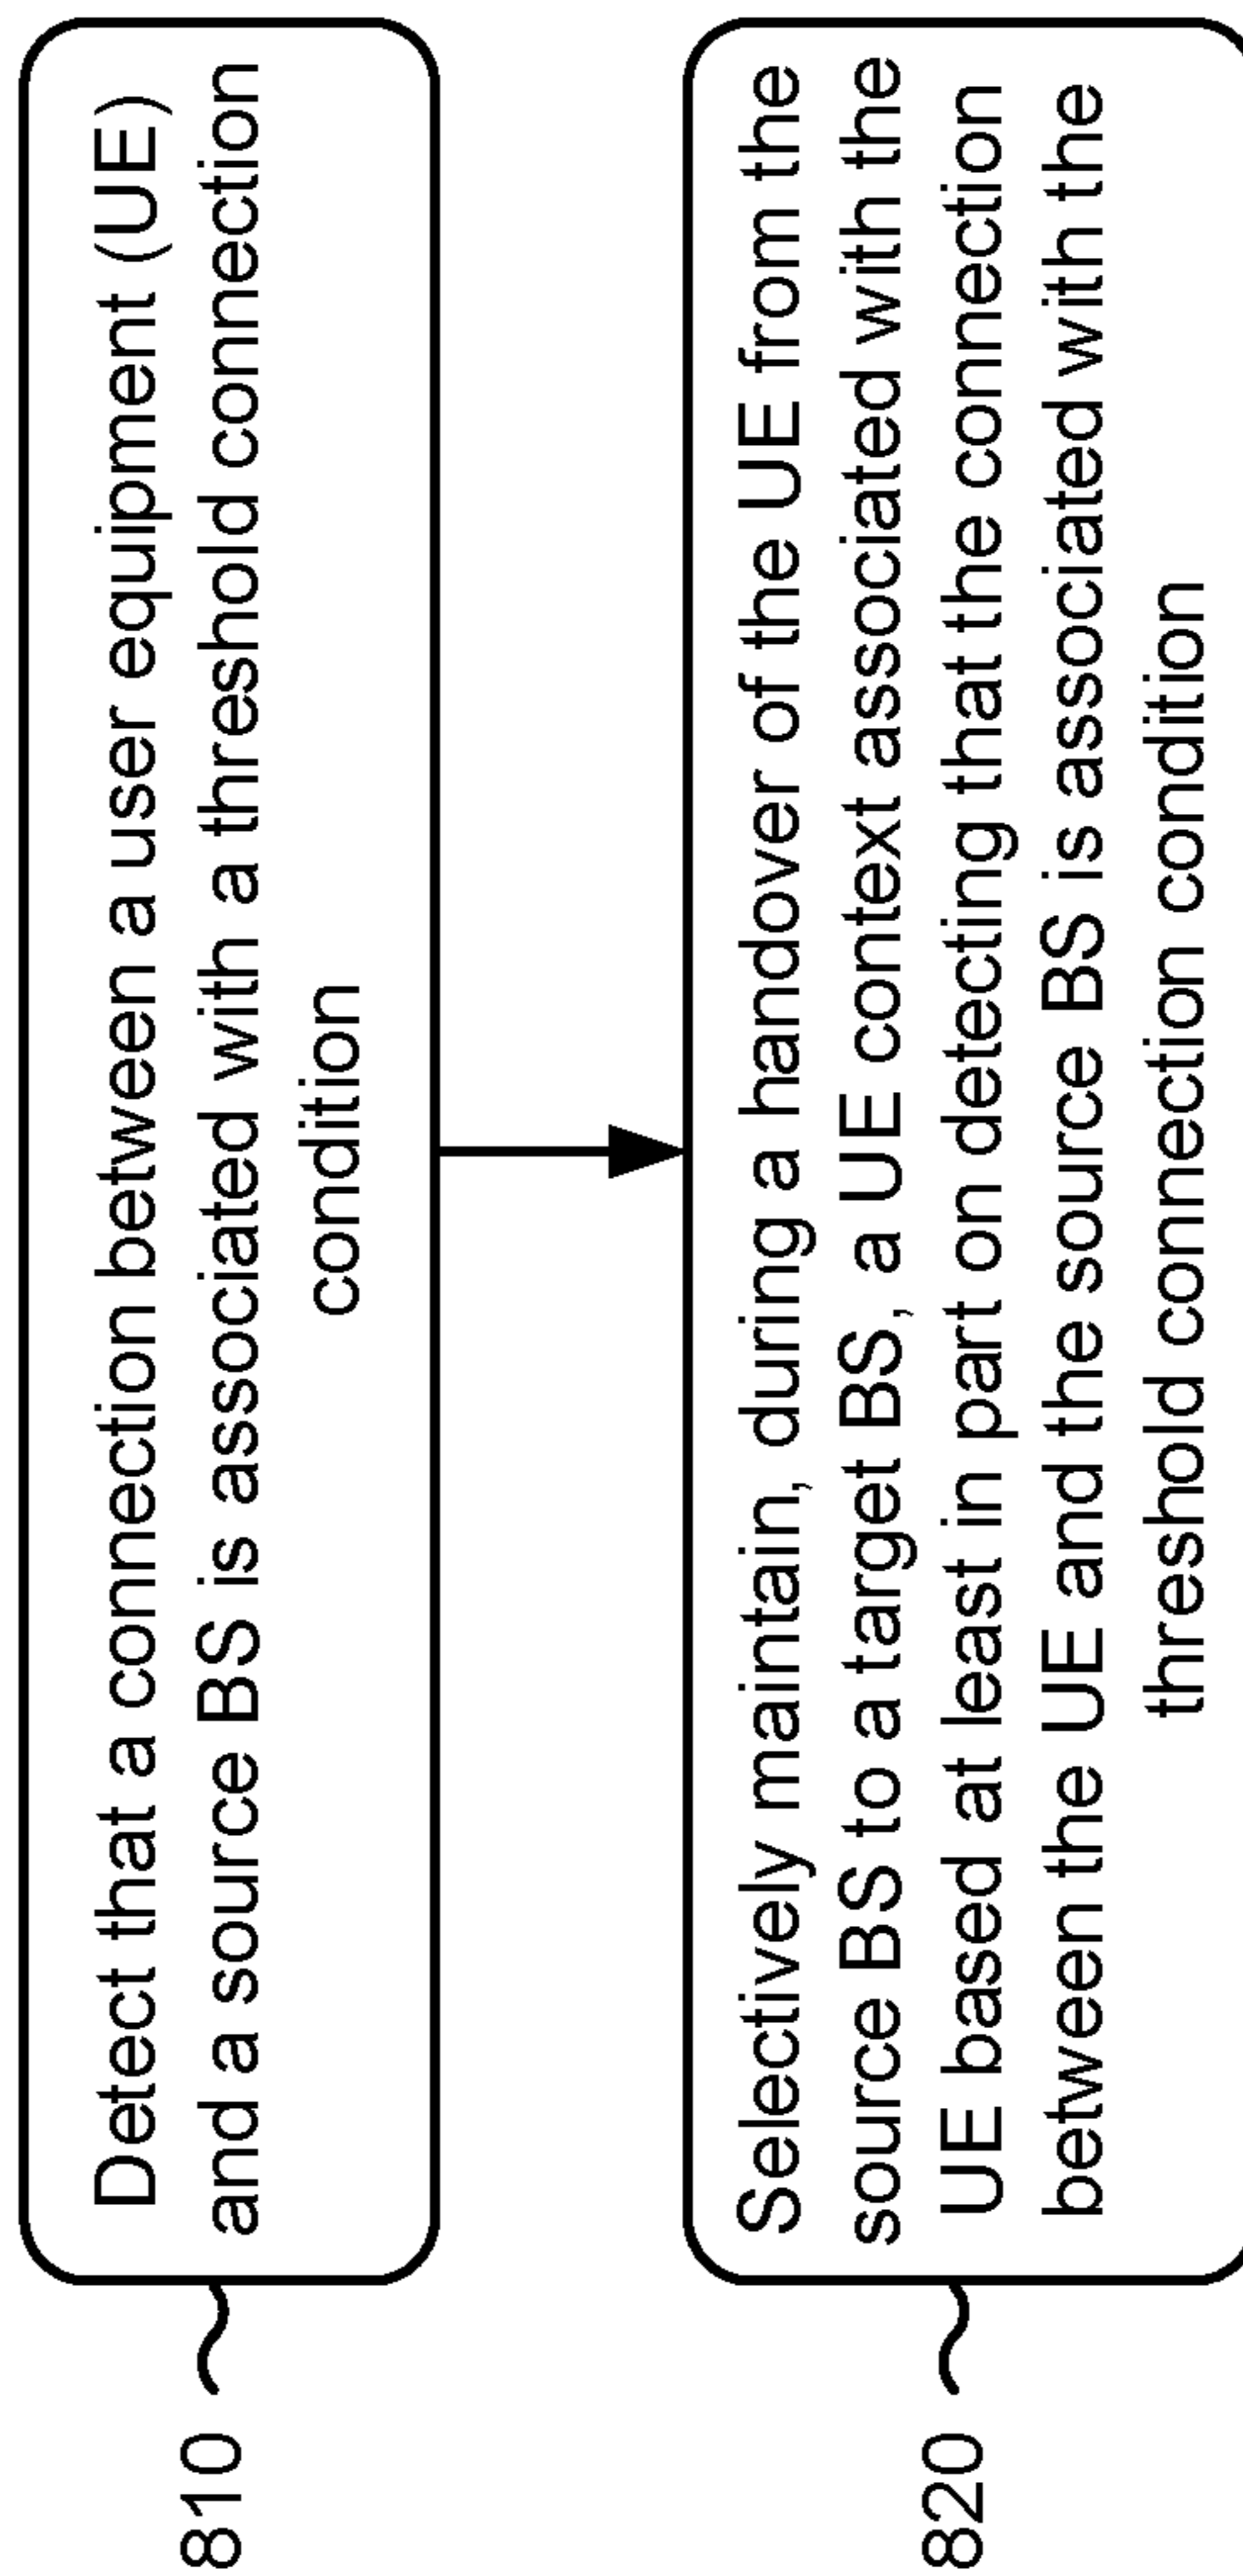 810
Detect that a connection between a user equipment (UE)
and a source BS is associated with a threshold connection
condition
820
Selectively maintain, during a handover of the UE from the
source BS to a target BS, a UE context associated with the
UE based at least in part on detecting that the connection
between the UE and the source BS is associated with the
threshold connection condition